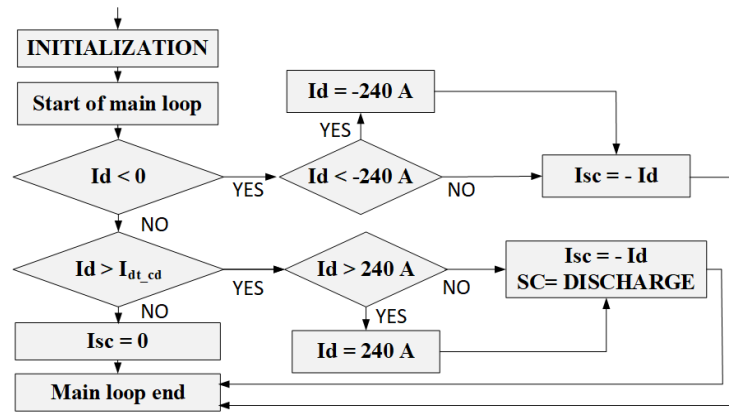 INITIALIZATION
Start of main loop
Id = -240 A
YES
Id < 0
YES
Id < -240 A
NO
Isc = - Id
NO
Id > Idt_cd
YES
Id > 240 A
NO
Isc = - Id
SC= DISCHARGE
NO
YES
Isc = 0
Id = 240 A
Main loop end